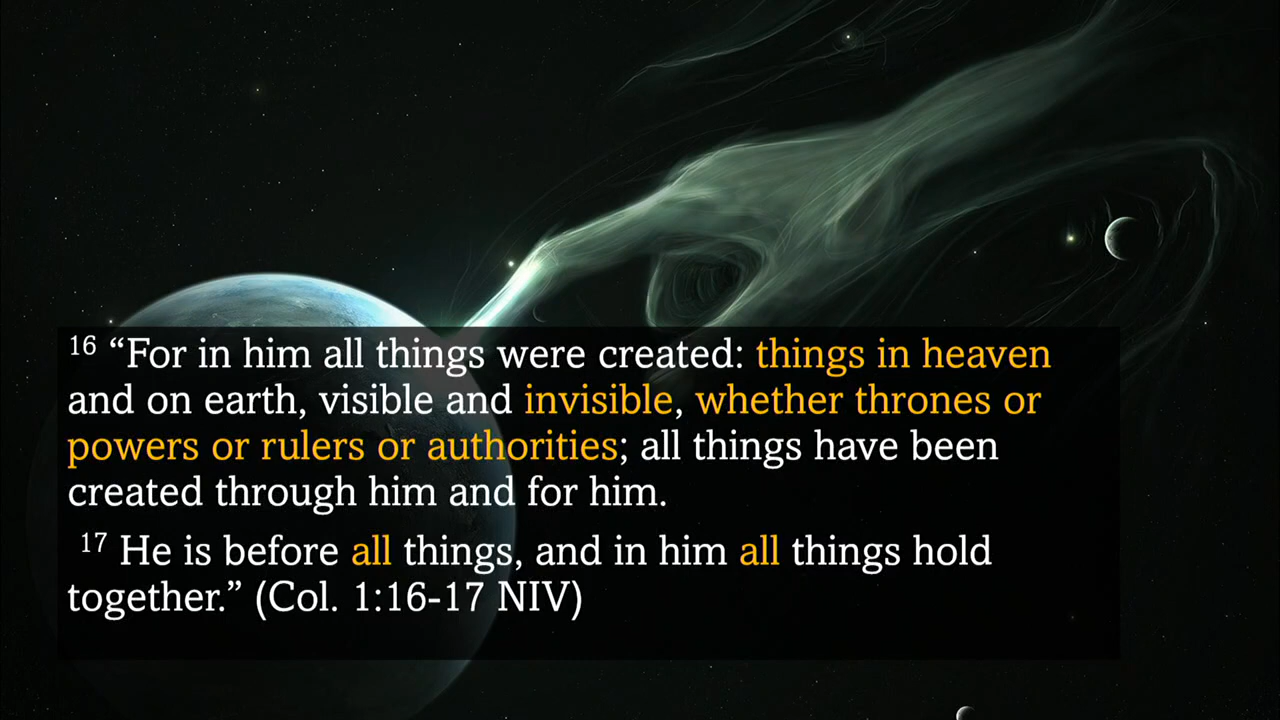 16 “For in him all things were created: things in heaven
and on earth, visible and invisible, whether thrones or
powers or rulers or authorities; all things have been
created through him and for him.
17 He is before all things, and in him all things hold
together.” (Col. 1:16-17 NIV)